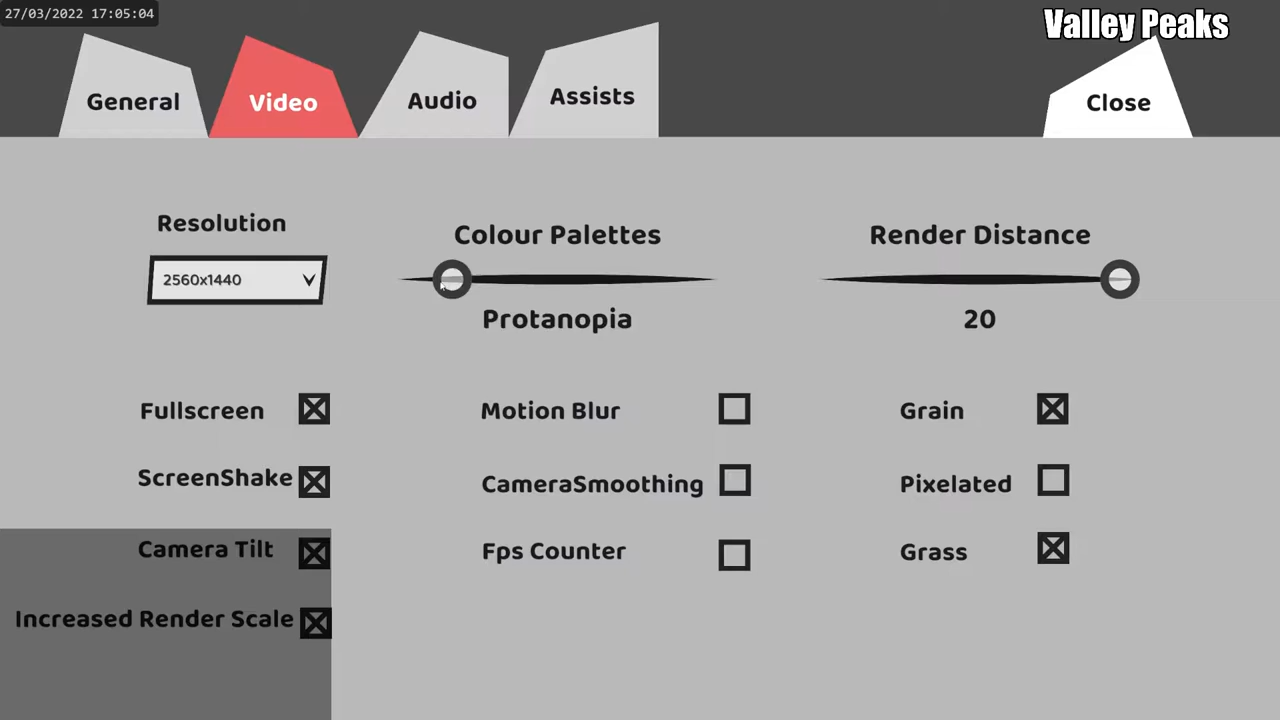 27/03/2022 17:05:04
Valley Peaks
General
Video
Audio
Assists
Close
Resolution
2560x1440
Colour Palettes
Protanopia
Render Distance
20
Fullscreen
Motion Blur
Grain
ScreenShake
CameraSmoothing
Pixelated
Camera Tilt
Fps Counter
Grass
Increased Render Scale